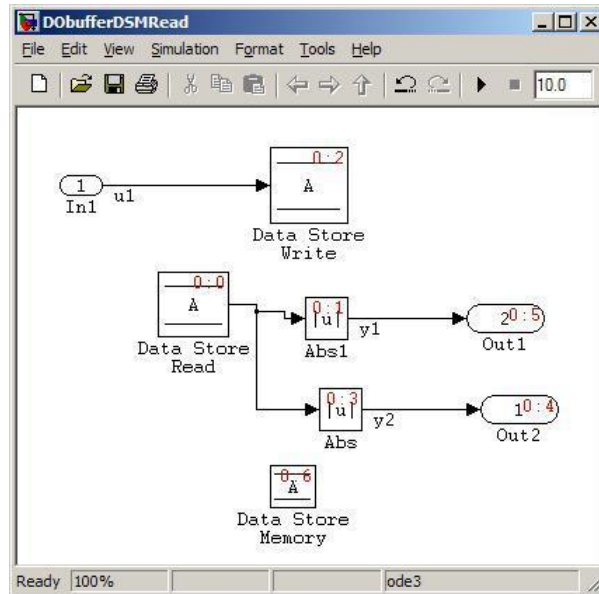 DObufferDSMRead
File Edit View Simulation Format Tools Help
10.0
0:2
A
1
In1
u1
Data Store
Write
0:0
A
Data Store
Read
0:1
|u|
Abs1
y1
2
0:5
Out1
0:3
|u|
Abs
y2
1
0:4
Out2
0:6
A
Data Store
Memory
Ready 100% ode3